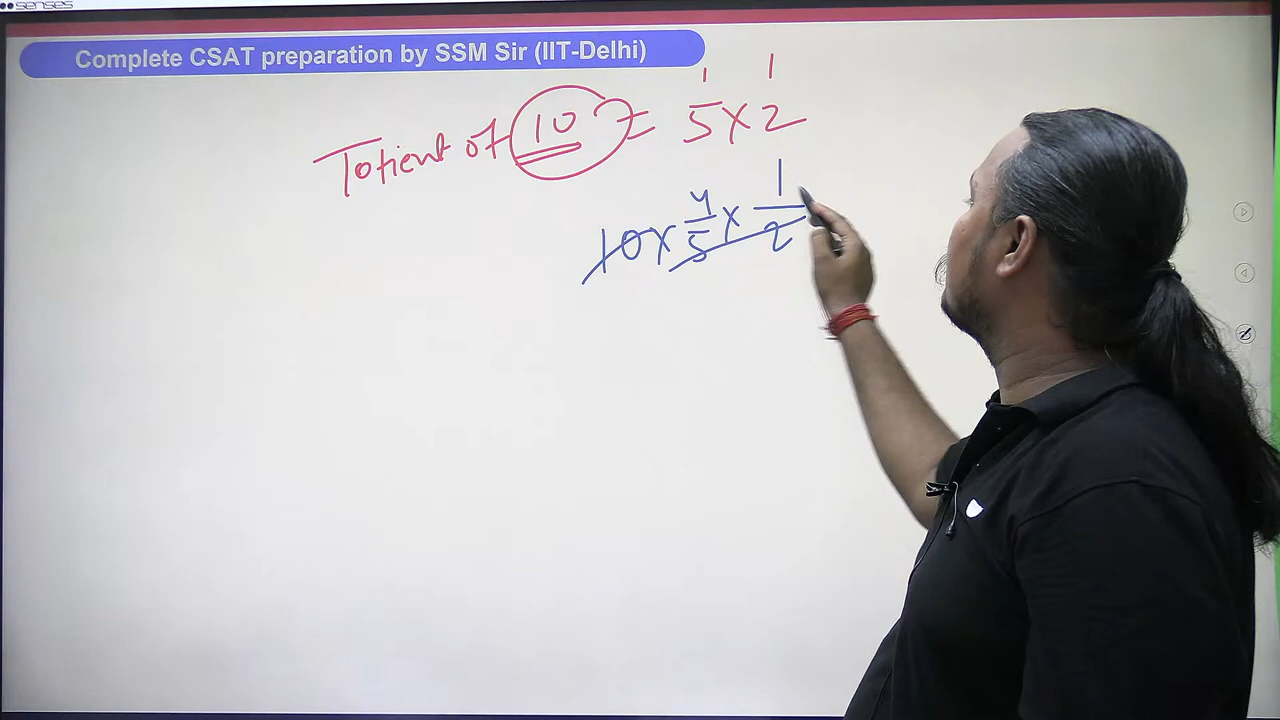 senses
Complete CSAT preparation by SSM Sir (IIT-Delhi)
1 1
Totient of 10 = 5 x 2
10 x 4/5 x 1/2